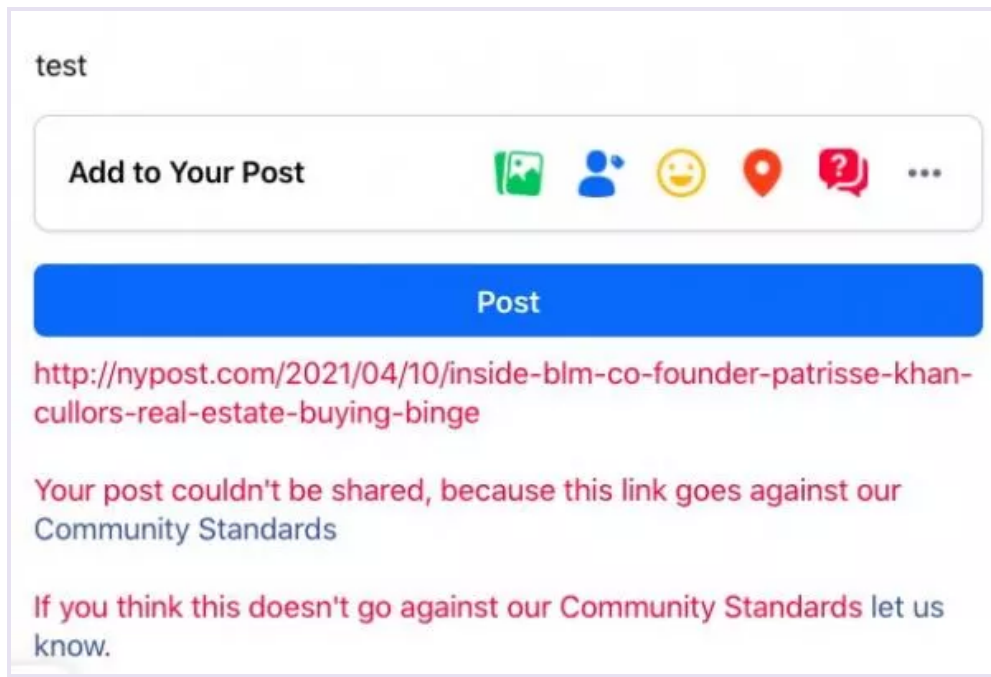 test
Add to Your Post
Post
http://nypost.com/2021/04/10/inside-blm-co-founder-patrisse-khan-
cullors-real-estate-buying-binge
Your post couldn't be shared, because this link goes against our
Community Standards
If you think this doesn't go against our Community Standards let us
know.